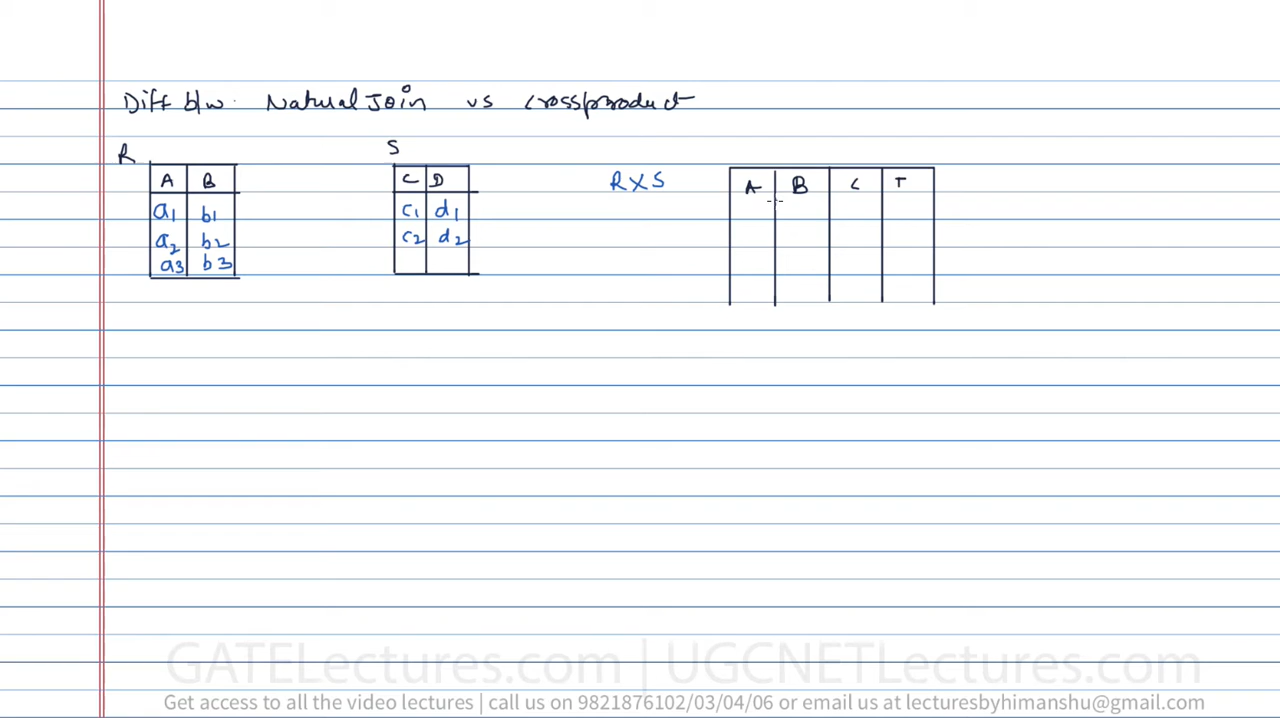 Diff b/w. Natural Join vs crossproduct
R
A B
a1 b1
a2 b2
a3 b3
S
C D
c1 d1
c2 d2
R X S
A B C T
GATELectures.com | UGCNETLectures.com
Get access to all the video lectures | call us on 9821876102/03/04/06 or email us at lecturesbyhimanshu@gmail.com